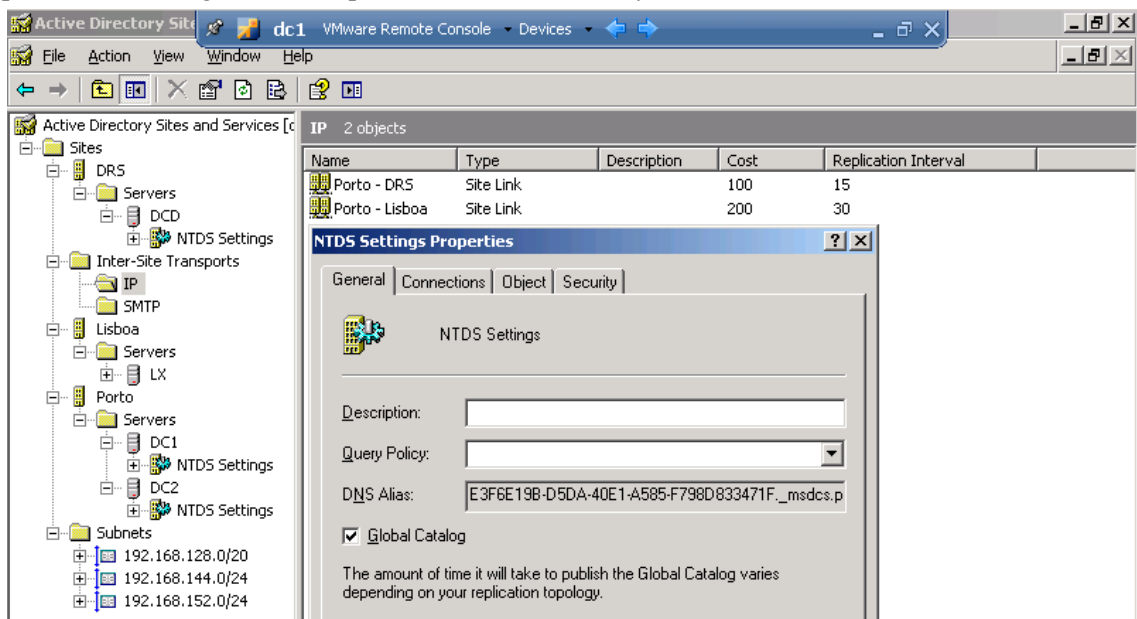 Active Directory Site
dc1 VMware Remote Console Devices
File Action View Window Help
Active Directory Sites and Services [
Sites
DRS
Servers
DCD
NTDS Settings
Inter-Site Transports
IP
SMTP
Lisboa
Servers
LX
Porto
Servers
DC1
NTDS Settings
DC2
NTDS Settings
Subnets
192.168.128.0/20
192.168.144.0/24
192.168.152.0/24
IP 2 objects
Name Type Description Cost Replication Interval
Porto - DRS Site Link 100 15
Porto - Lisboa Site Link 200 30
NTDS Settings Properties
General Connections Object Security
NTDS Settings
Description:
Query Policy:
DNS Alias: E3F6E19B-D5DA-40E1-A585-F798D833471F._msdcs.p
Global Catalog
The amount of time it will take to publish the Global Catalog varies
depending on your replication topology.